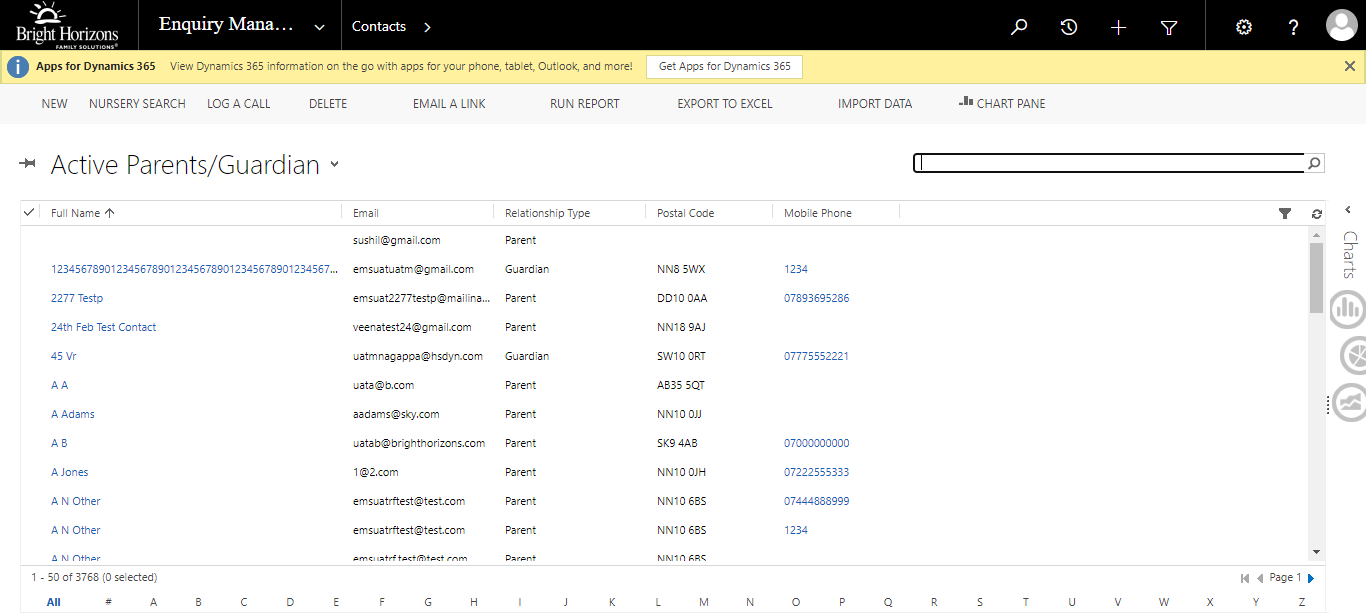 Bright Horizons
FAMILY SOLUTIONS
Enquiry Mana...
Contacts
Apps for Dynamics 365 View Dynamics 365 information on the go with apps for your phone, tablet, Outlook, and more! Get Apps for Dynamics 365
NEW NURSERY SEARCH LOG A CALL DELETE EMAIL A LINK RUN REPORT EXPORT TO EXCEL IMPORT DATA CHART PANE
Active Parents/Guardian
Full Name Email Relationship Type Postal Code Mobile Phone
sushil@gmail.com Parent
1234567890123456789012345678901234567890123456 7... emsuatuatm@gmail.com Guardian NN8 5WX 1234
2277 Testp emsuat2277testp@mailina... Parent DD10 0AA 07893695286
24th Feb Test Contact veenatest24@gmail.com Parent NN18 9AJ
45 Vr uatmnagappa@hsdyn.com Guardian SW10 0RT 07775552221
A A uata@b.com Parent AB35 5QT
A Adams aadams@sky.com Parent NN10 0JJ
A B uatab@brighthorizons.com Parent SK9 4AB 07000000000
A Jones 1@2.com Parent NN10 0JH 07222555333
A N Other emsuatrftest@test.com Parent NN10 6BS 07444888999
A N Other emsuatrftest@test.com Parent NN10 6BS 1234
A N Other emsuatrf.test@test.com Parent NN10 6BS
Charts
1 - 50 of 3768 (0 selected) Page 1
All # A B C D E F G H I J K L M N O P Q R S T U V W X Y Z